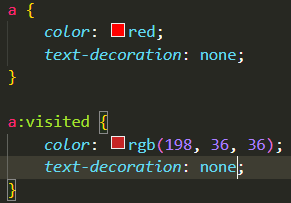 a {
color: red;
text-decoration: none;
}
a:visited {
color: rgb(198, 36, 36);
text-decoration: none;
}